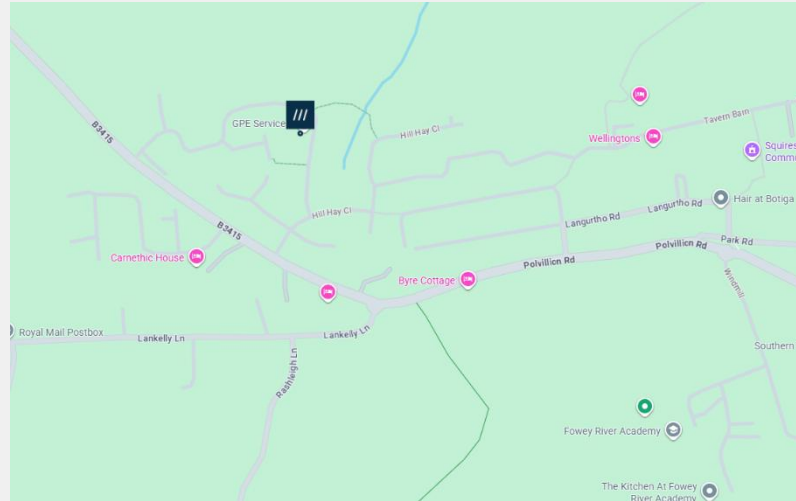 B3415
GPE Service
///
Hill Hay Cl
Wellingtons
Tavern Barn
Squires
Commu
Hair at Botiga
Langurtho Rd
Langurtho Rd
Hill Hay Cl
B3415
Carnethic House
Byre Cottage
Polvillion Rd
Polvillion Rd
Park Rd
Windmill
Royal Mail Postbox
Lankelly Ln
Lankelly Ln
Rashleigh Ln
Southern
Fowey River Academy
The Kitchen At Fowey
River Academy